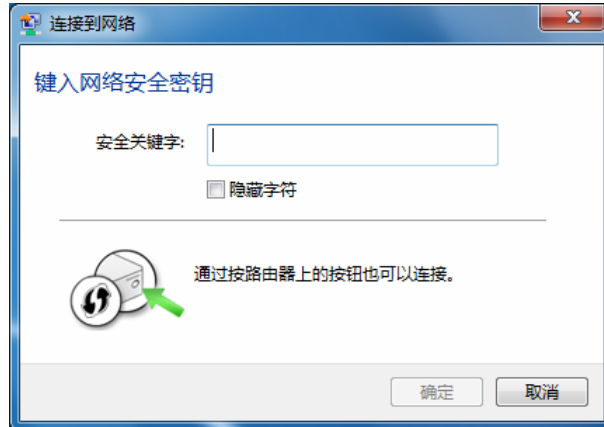 连接到网络
键入网络安全密钥
安全关键字:
隐藏字符
通过按路由器上的按钮也可以连接。
确定
取消